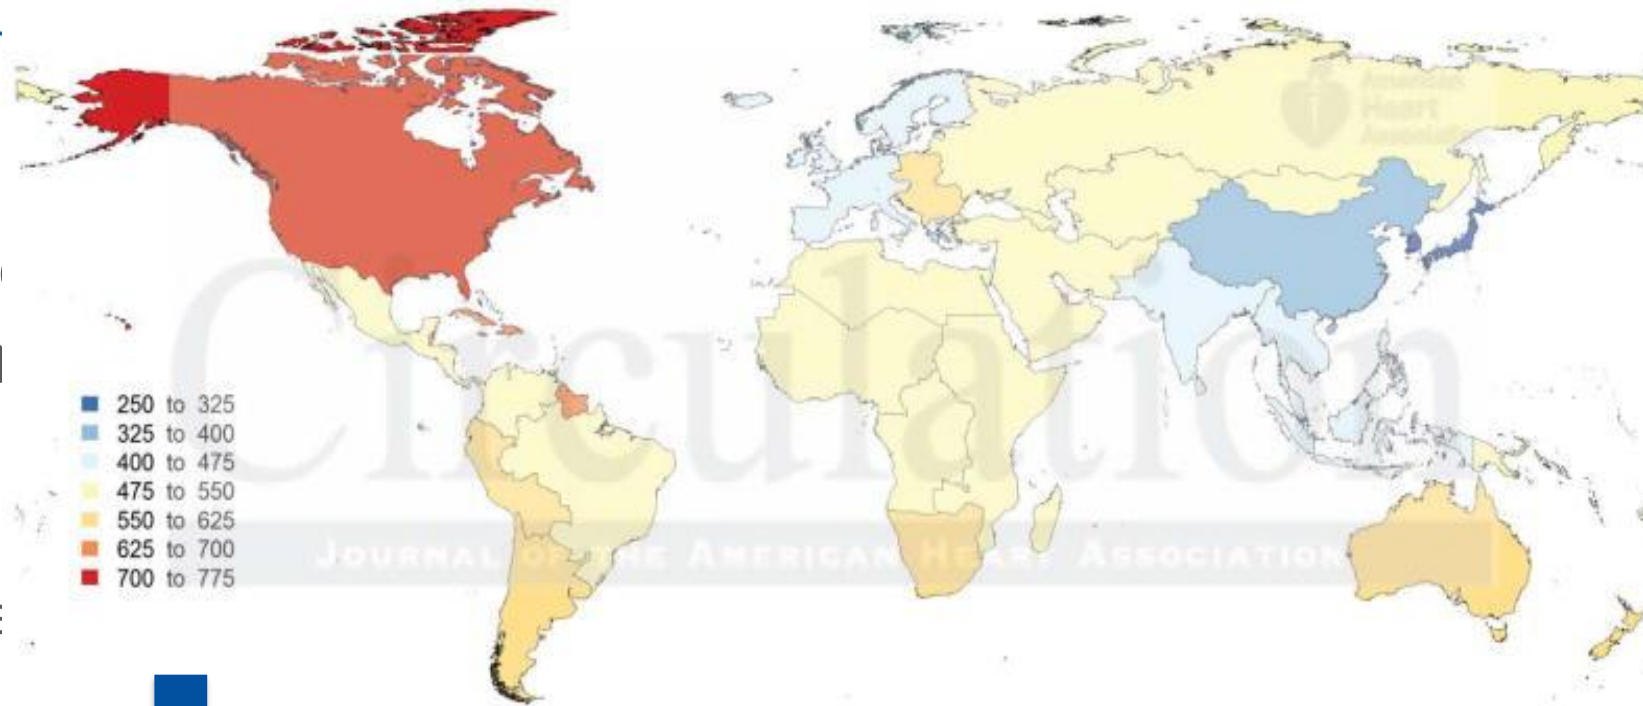 American
Heart
Association
Circulation
250 to 325
325 to 400
400 to 475
475 to 550
550 to 625
625 to 700
700 to 775
JOURNAL OF THE AMERICAN HEART ASSOCIATION